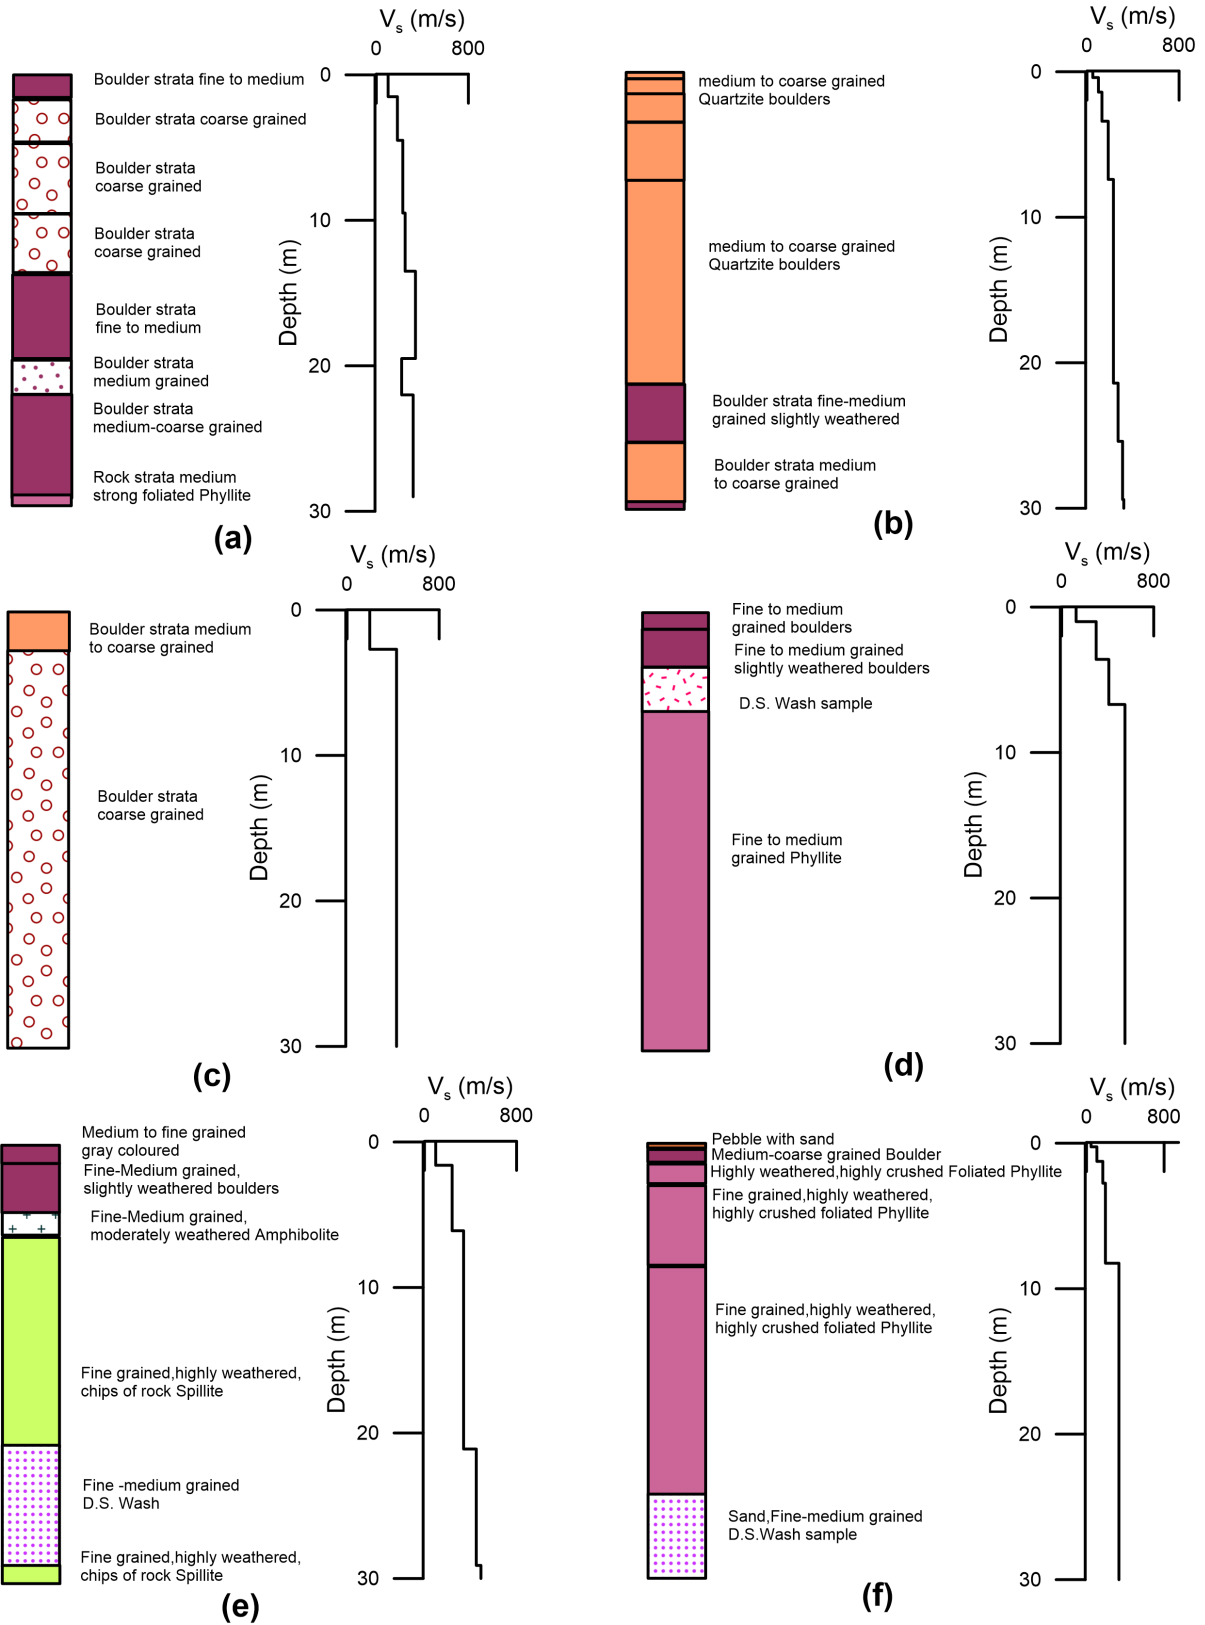 V_s (m/s)
0 800
Boulder strata fine to medium
Boulder strata coarse grained
Boulder strata
coarse grained
Boulder strata
coarse grained
Boulder strata
fine to medium
Boulder strata
medium grained
Boulder strata
medium-coarse grained
Rock strata medium
strong foliated Phyllite
0
10
20
30
Depth (m)
(a)
V_s (m/s)
0 800
medium to coarse grained
Quartzite boulders
medium to coarse grained
Quartzite boulders
Boulder strata fine-medium
grained slightly weathered
Boulder strata medium
to coarse grained
0
10
20
30
Depth (m)
(b)
V_s (m/s)
0 800
Boulder strata medium
to coarse grained
Boulder strata
coarse grained
0
10
20
30
Depth (m)
(c)
V_s (m/s)
0 800
Fine to medium
grained boulders
Fine to medium grained
slightly weathered boulders
D.S. Wash sample
Fine to medium
grained Phyllite
0
10
20
30
Depth (m)
(d)
V_s (m/s)
0 800
Medium to fine grained
gray coloured
Fine-Medium grained,
slightly weathered boulders
Fine-Medium grained,
moderately weathered Amphibolite
Fine grained,highly weathered,
chips of rock Spillite
Fine -medium grained
D.S. Wash
Fine grained,highly weathered,
chips of rock Spillite
0
10
20
30
Depth (m)
(e)
V_s (m/s)
0 800
Pebble with sand
Medium-coarse grained Boulder
Highly weathered,highly crushed Foliated Phyllite
Fine grained,highly weathered,
highly crushed foliated Phyllite
Fine grained,highly weathered,
highly crushed foliated Phyllite
Sand,Fine-medium grained
D.S.Wash sample
0
10
20
30
Depth (m)
(f)